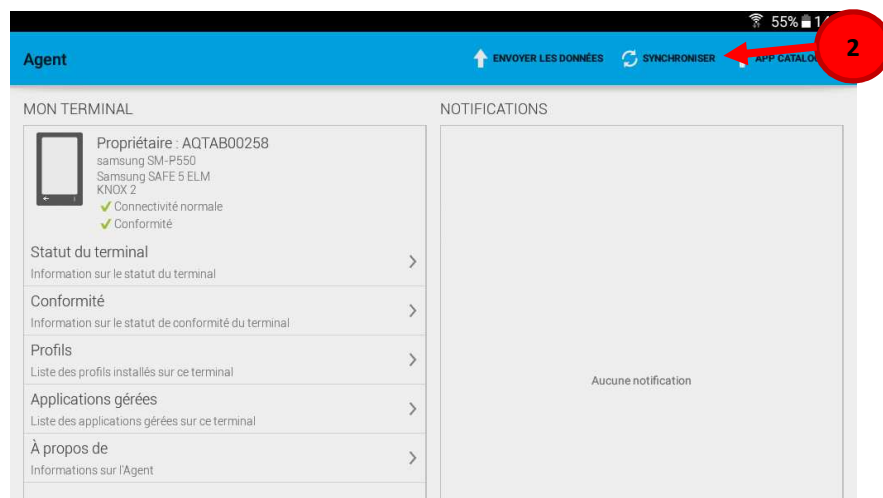 55% 1
2
Agent
ENVOYER LES DONNÉES
SYNCHRONISER
APP CATALO
MON TERMINAL
Propriétaire : AQTAB00258
samsung SM-P550
Samsung SAFE 5 ELM
KNOX 2
Connectivité normale
Conformité
Statut du terminal
Information sur le statut du terminal
Conformité
Information sur le statut de conformité du terminal
Profils
Liste des profils installés sur ce terminal
Applications gérées
Liste des applications gérées sur ce terminal
À propos de
Informations sur l'Agent
NOTIFICATIONS
Aucune notification